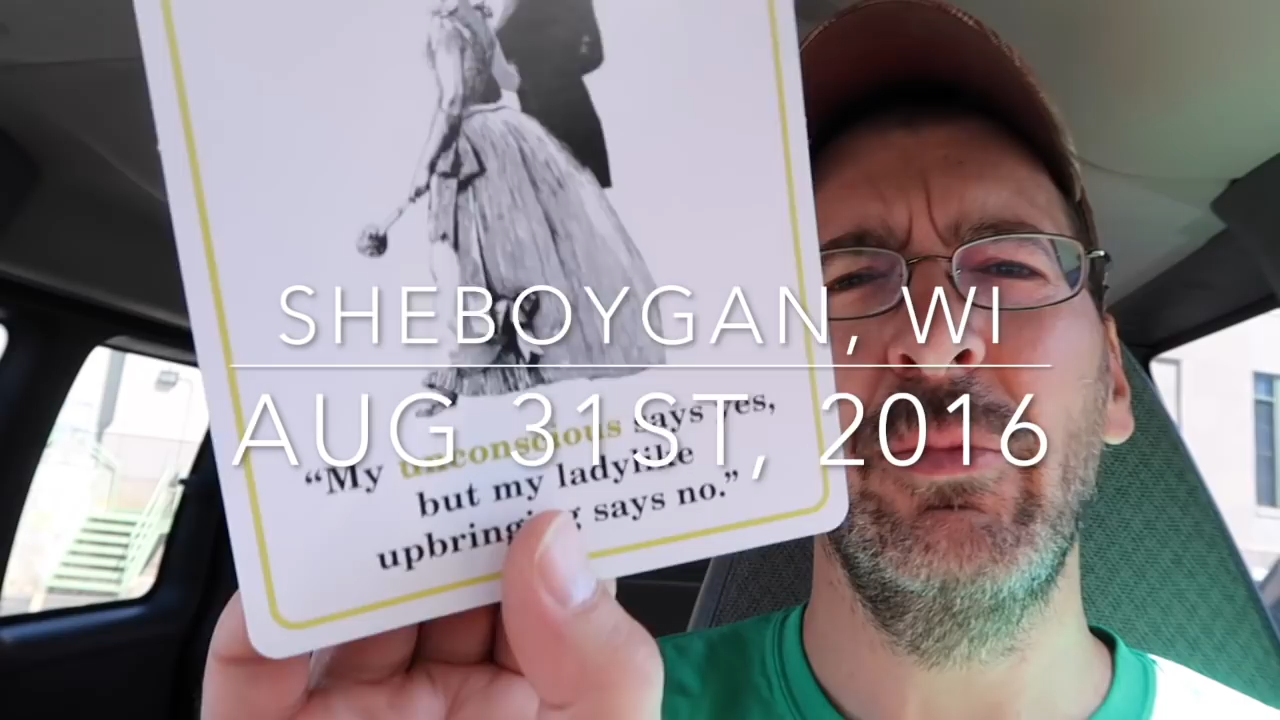 SHEBOYGAN, WI
AUG 31ST, 2016
“My unconscious says yes,
but my ladylike
upbringing says no.”